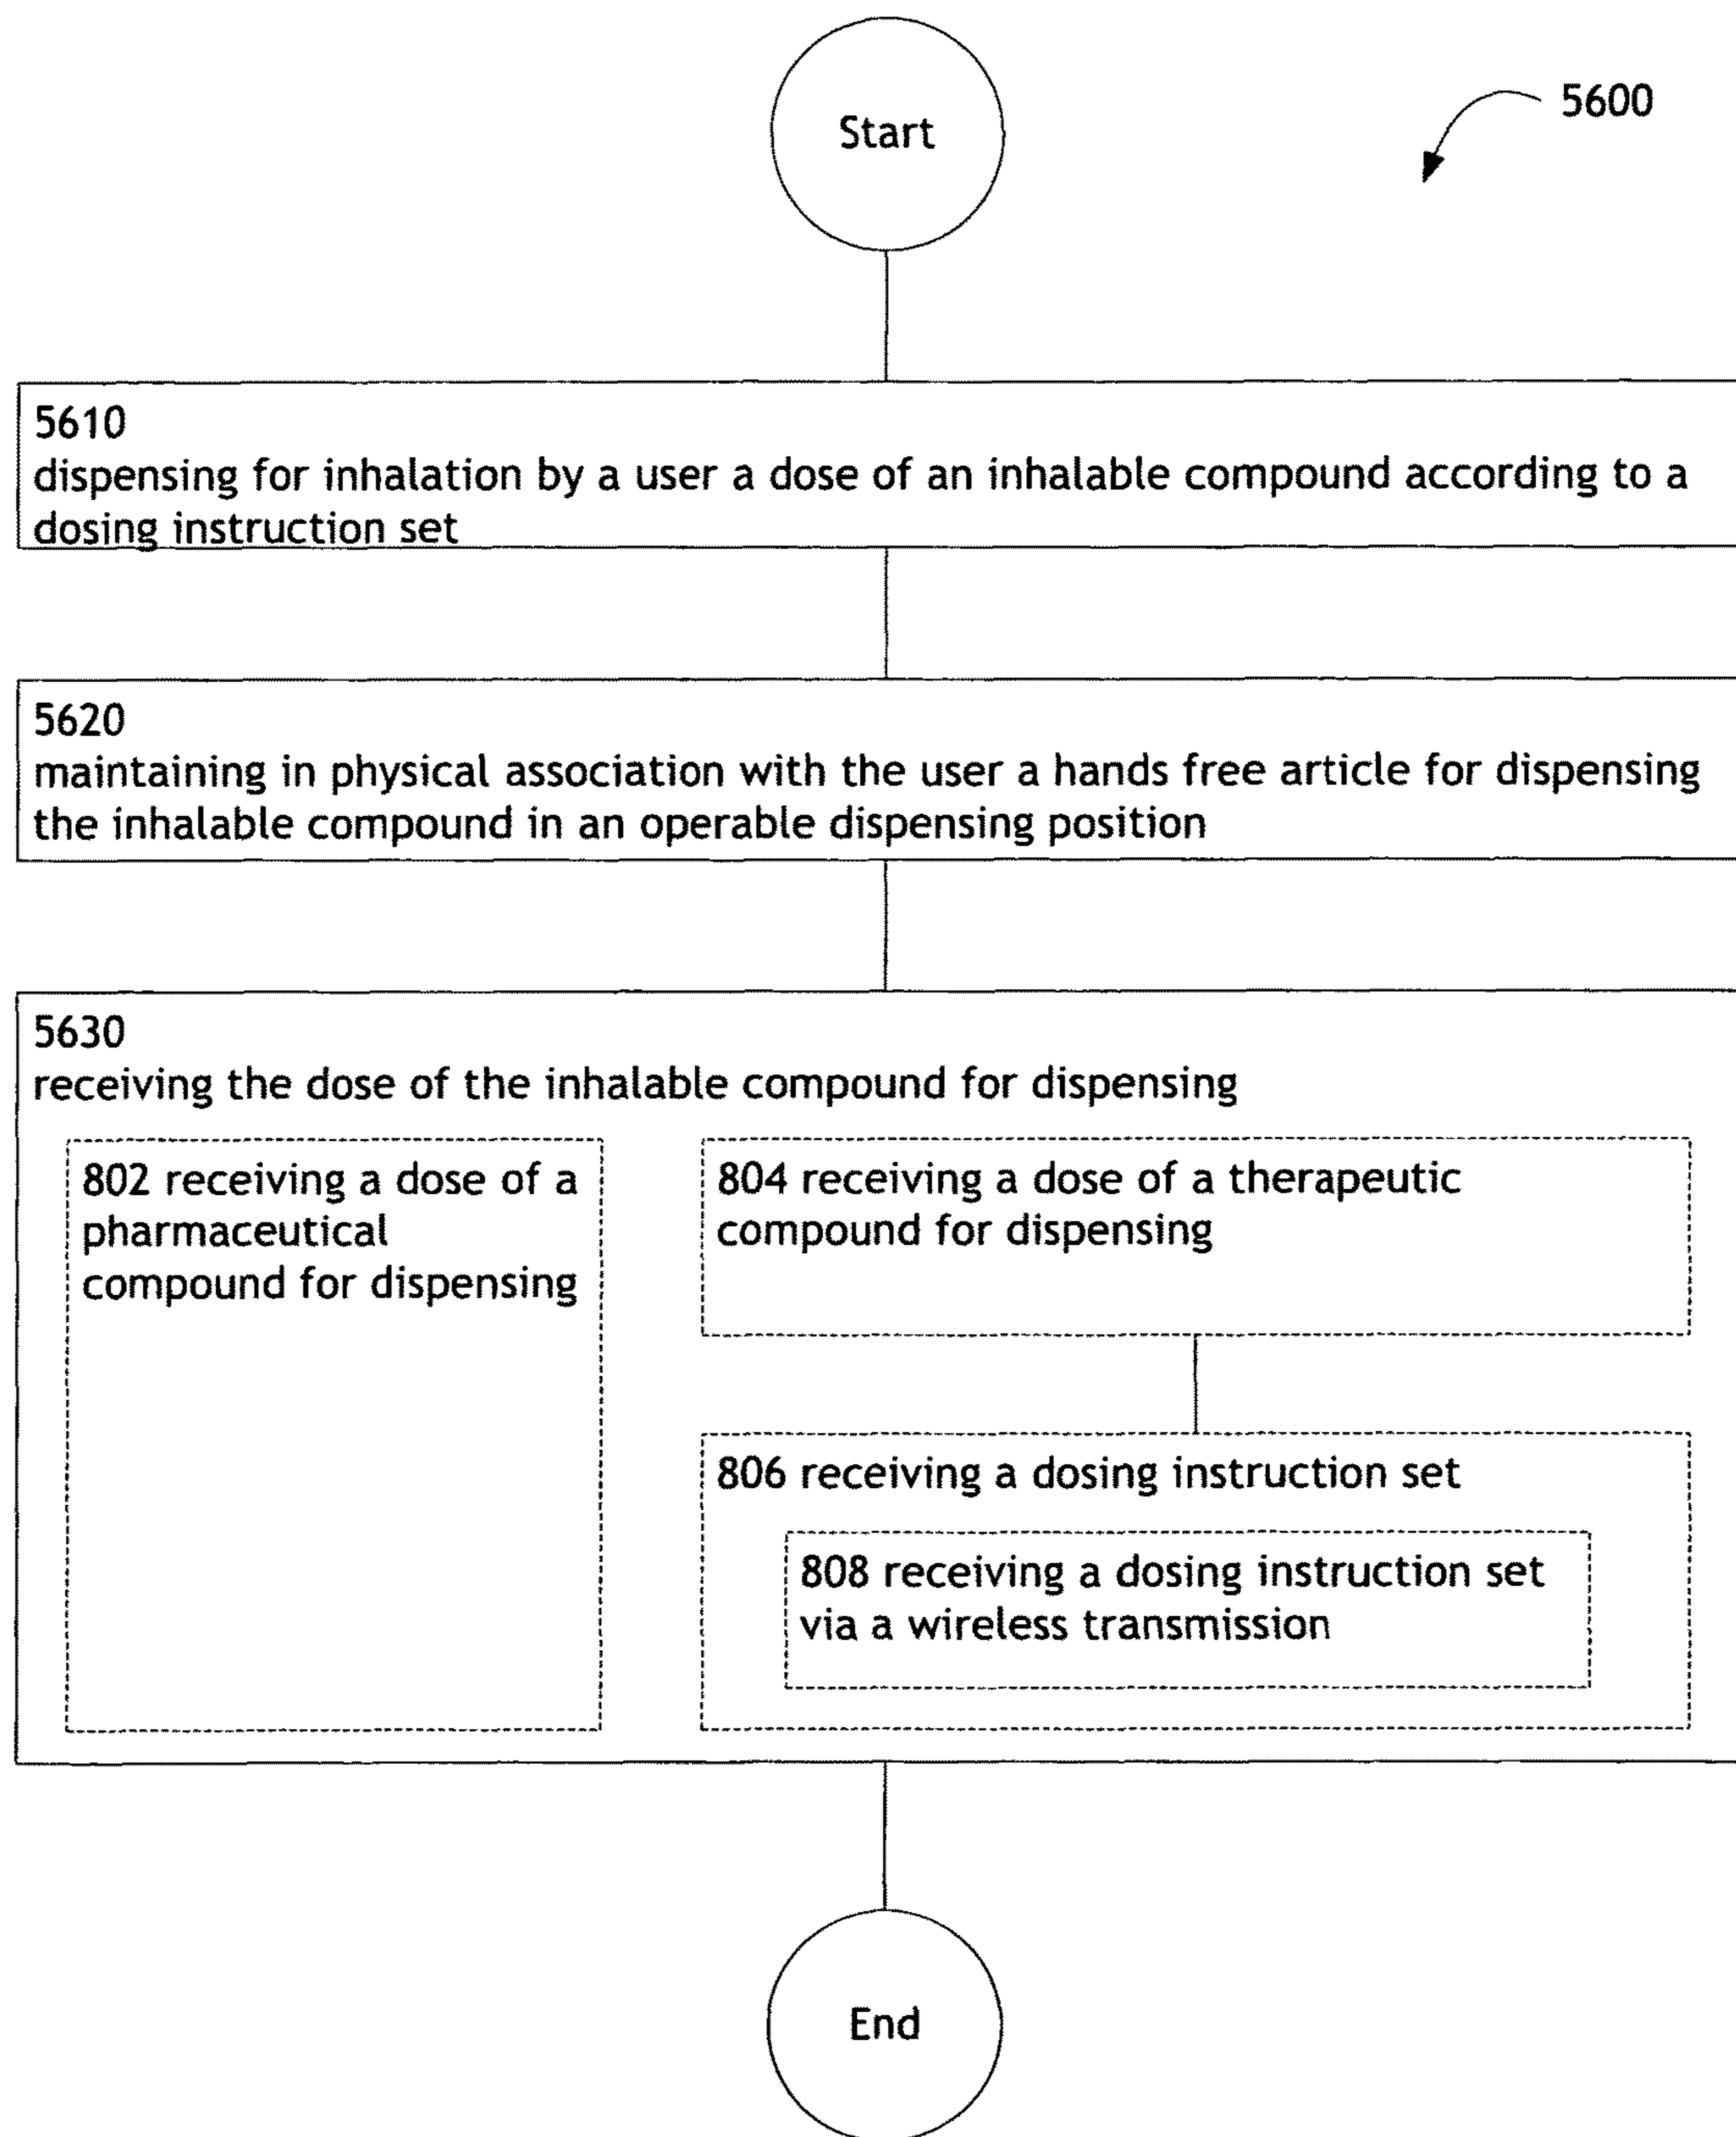 Start
5600
5610
dispensing for inhalation by a user a dose of an inhalable compound according to a
dosing instruction set
5620
maintaining in physical association with the user a hands free article for dispensing
the inhalable compound in an operable dispensing position
5630
receiving the dose of the inhalable compound for dispensing
802 receiving a dose of a
pharmaceutical
compound for dispensing
804 receiving a dose of a therapeutic
compound for dispensing
806 receiving a dosing instruction set
808 receiving a dosing instruction set
via a wireless transmission
End